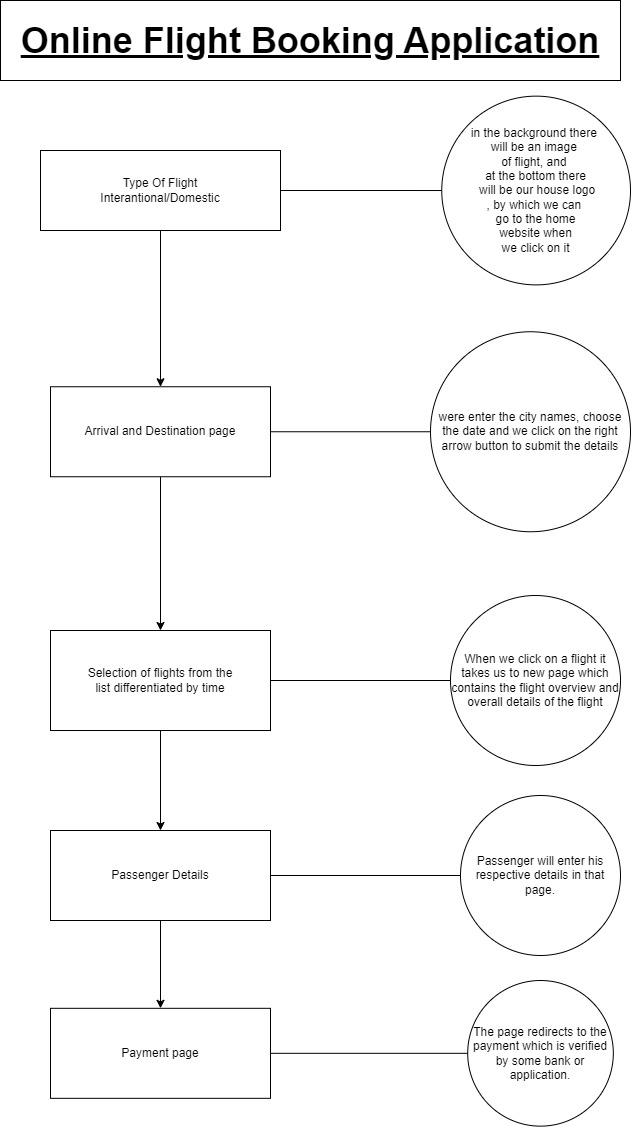 Online Flight Booking Application
Type Of Flight
Interantional/Domestic
in the background there
will be an image
of flight, and
at the bottom there
will be our house logo
, by which we can
go to the home
website when
we click on it
Arrival and Destination page
were enter the city names, choose
the date and we click on the right
arrow button to submit the details
Selection of flights from the
list differentiated by time
When we click on a flight it
takes us to new page which
contains the flight overview and
overall details of the flight
Passenger Details
Passenger will enter his
respective details in that
page.
Payment page
The page redirects to the
payment which is verified
by some bank or
application.